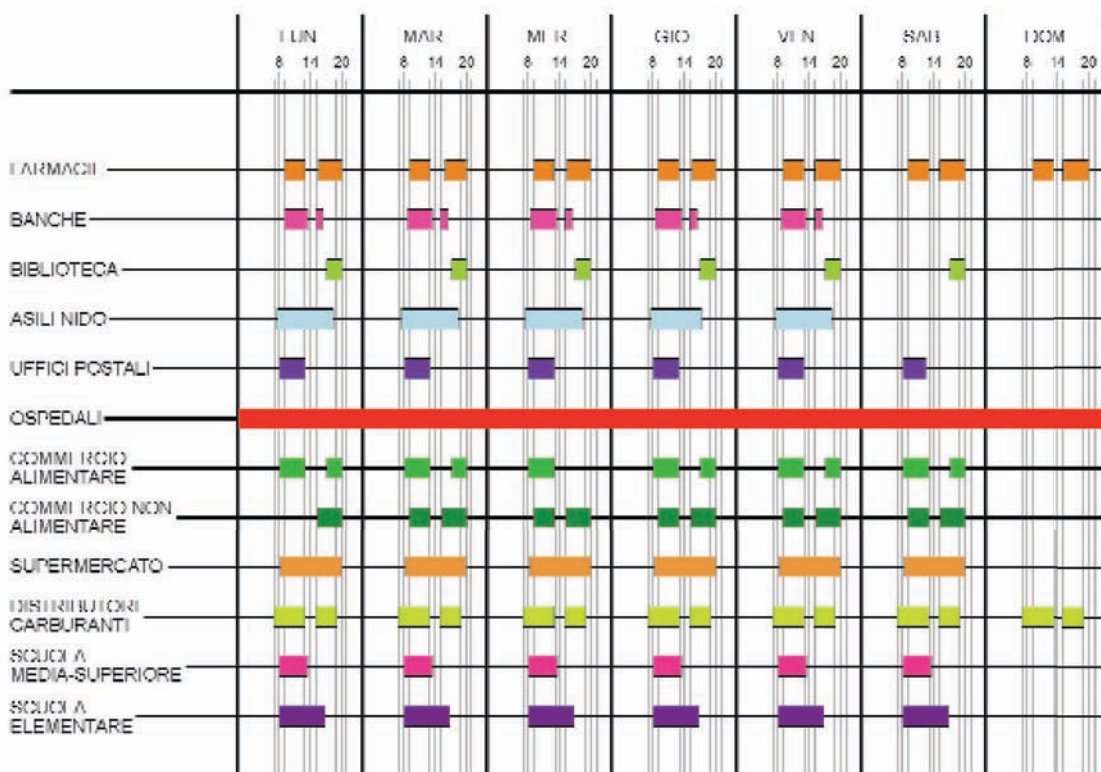 LUN MAR MER GIO VEN SAB DOM
8 14 20 8 14 20 8 14 20 8 14 20 8 14 20 8 14 20 8 14 20
FARMACIE
BANCHE
BIBLIOTECA
ASILI NIDO
UFFICI POSTALI
OSPEDALI
COMMERCIO
ALIMENTARE
COMMERCIO NON
ALIMENTARE
SUPERMERCATO
DISTRIBUTORI
CARBURANTI
SCUOLA
MEDIA-SUPERIORE
SCUOLA
ELEMENTARE